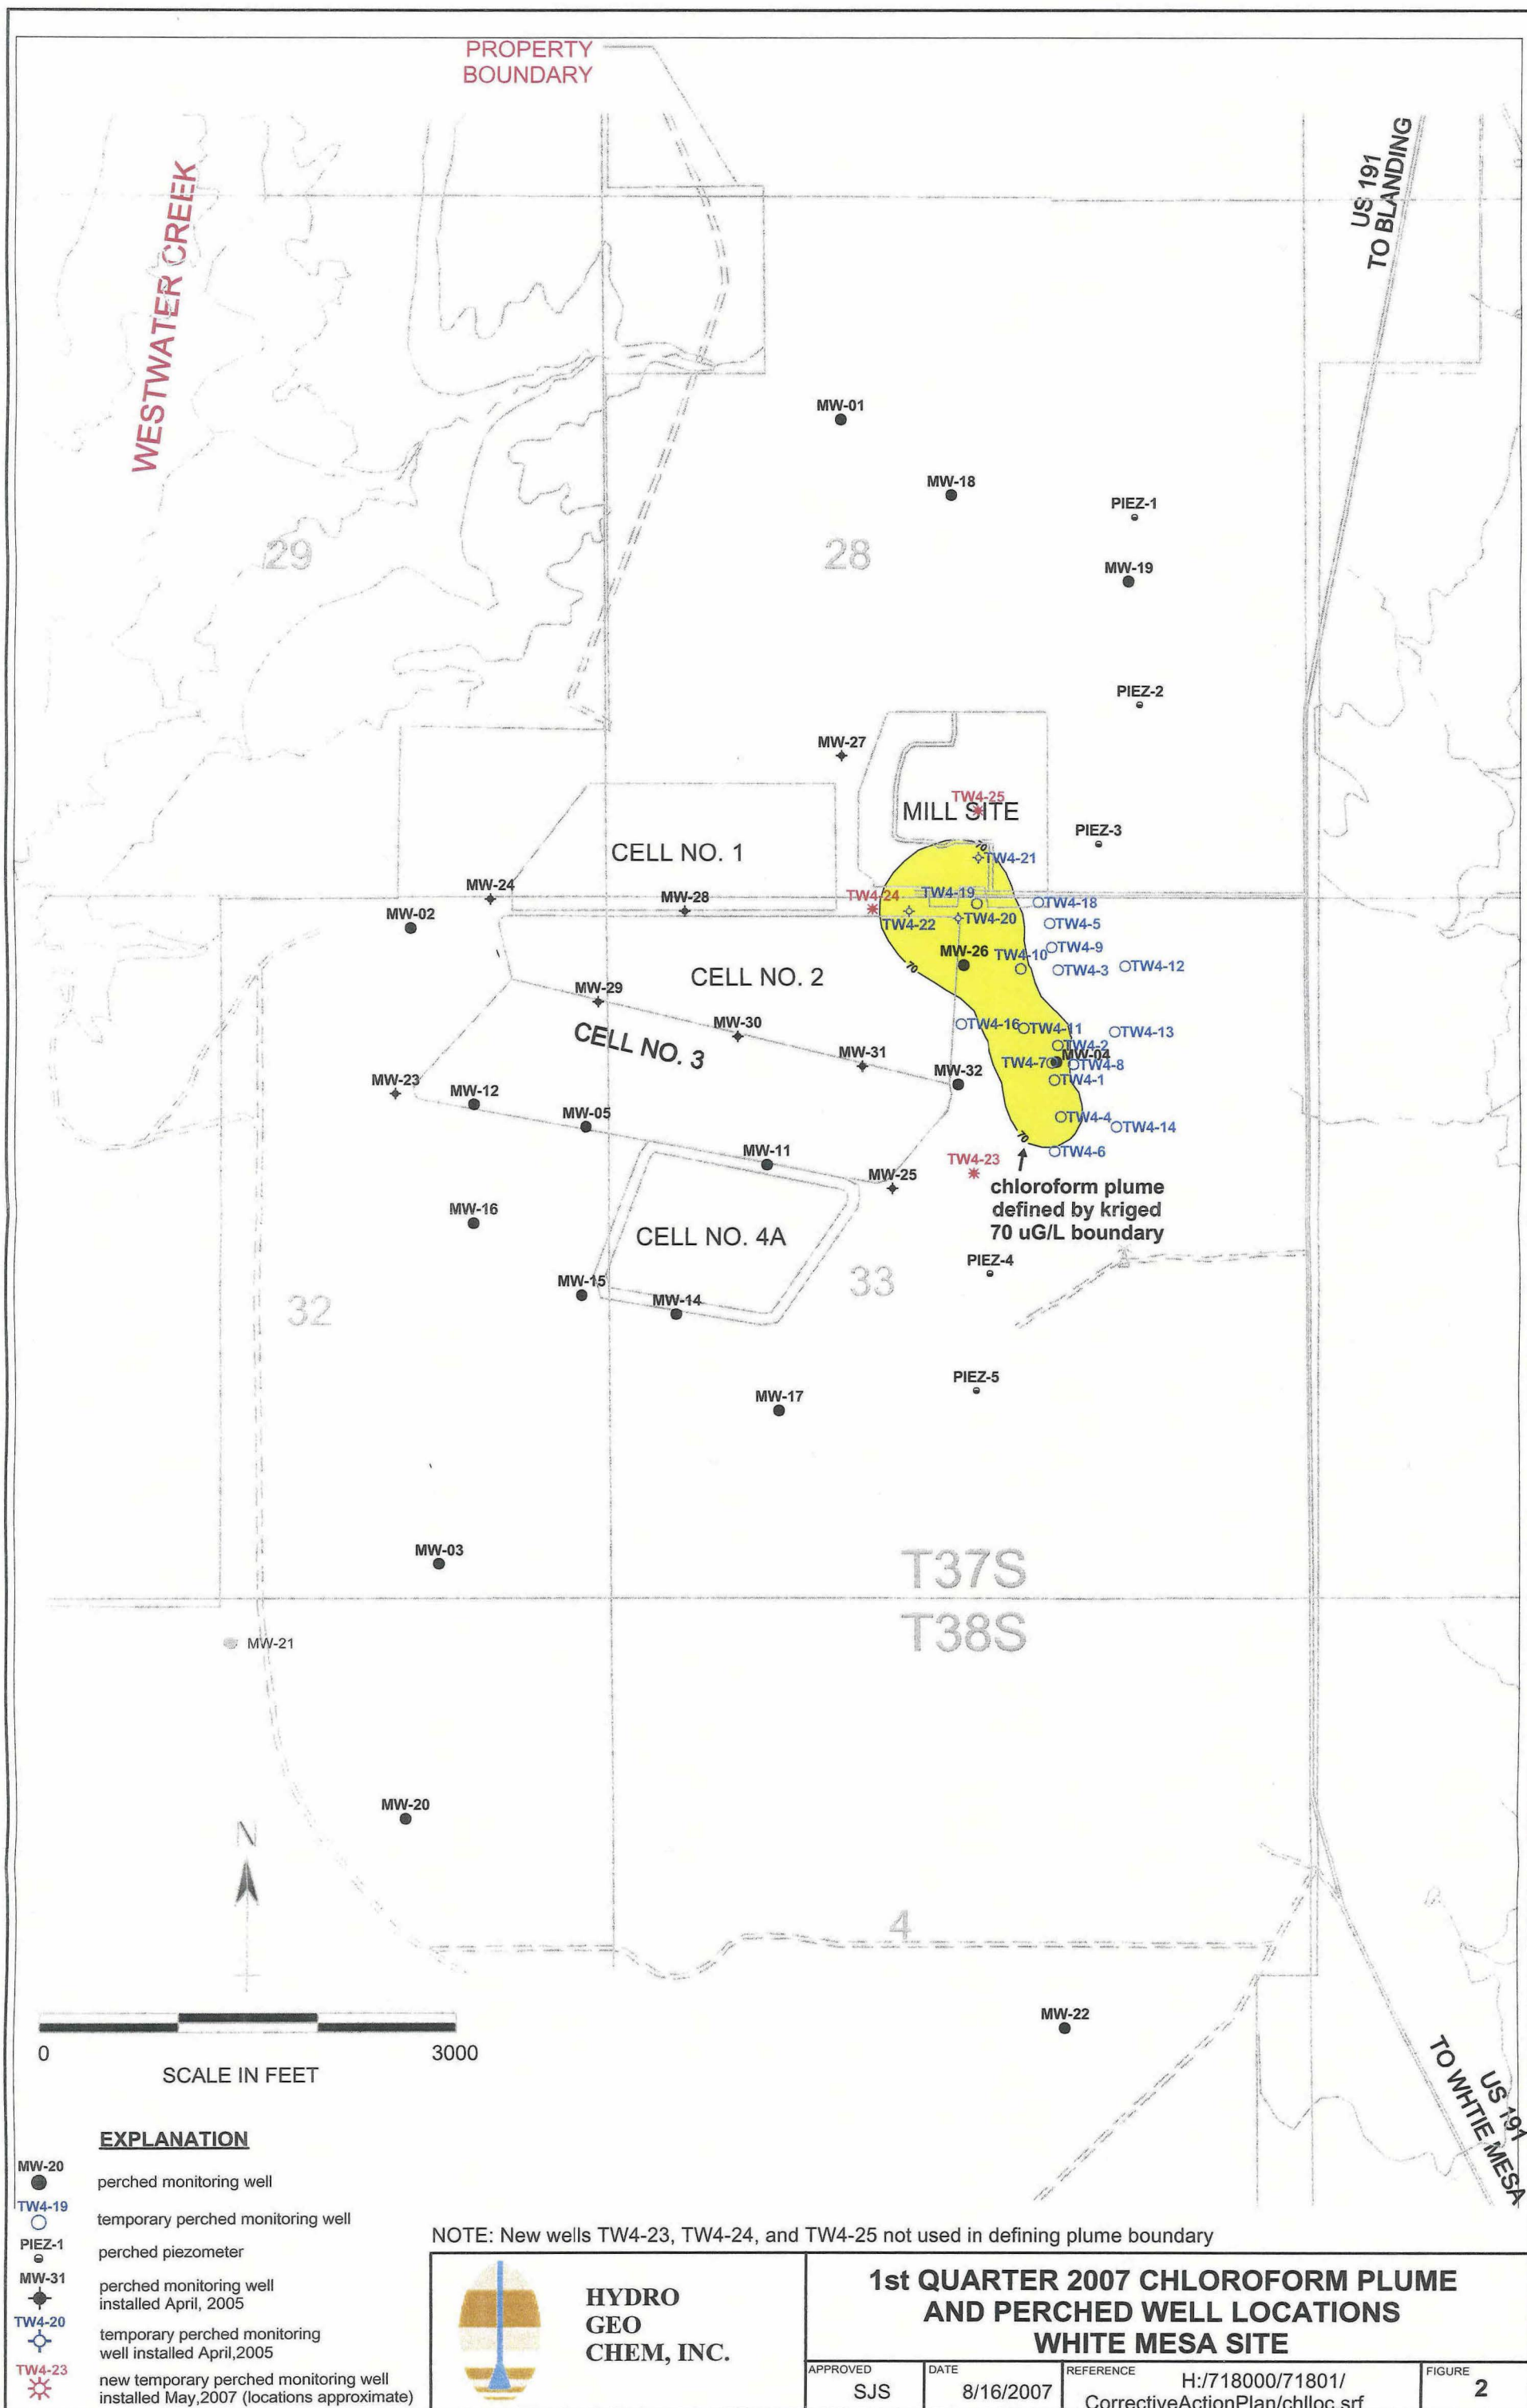 PROPERTY
BOUNDARY
WESTWATER CREEK
US 191
TO BLANDING
MW-01
MW-18
PIEZ-1
29
28
MW-19
PIEZ-2
MW-27
TW4-25
MILL SITE
PIEZ-3
CELL NO. 1
70
TW4-21
MW-24
MW-28
TW4-24
TW4-19
TW4-18
MW-02
TW4-22
TW4-20
TW4-5
TW4-9
MW-26
TW4-10
TW4-3
TW4-12
70
CELL NO. 2
MW-29
MW-30
TW4-16
TW4-11
TW4-13
CELL NO. 3
MW-31
TW4-2
MW-04
TW4-7
TW4-8
MW-32
TW4-1
MW-23
MW-12
MW-05
TW4-4
TW4-14
70
TW4-6
MW-11
TW4-23
MW-25
chloroform plume
defined by kriged
70 uG/L boundary
MW-16
CELL NO. 4A
PIEZ-4
33
32
MW-15
MW-14
PIEZ-5
MW-17
MW-03
T37S
T38S
MW-21
MW-20
N
4
MW-22
0
3000
SCALE IN FEET
US 191
TO WHTIE MESA
EXPLANATION
MW-20
perched monitoring well
TW4-19
temporary perched monitoring well
PIEZ-1
perched piezometer
MW-31
perched monitoring well
installed April, 2005
TW4-20
temporary perched monitoring
well installed April,2005
TW4-23
new temporary perched monitoring well
installed May,2007 (locations approximate)
NOTE: New wells TW4-23, TW4-24, and TW4-25 not used in defining plume boundary
HYDRO
GEO
CHEM, INC.
1st QUARTER 2007 CHLOROFORM PLUME
AND PERCHED WELL LOCATIONS
WHITE MESA SITE
APPROVED
SJS
DATE
8/16/2007
REFERENCE
H:/718000/71801/
CorrectiveActionPlan/chlloc.srf
FIGURE
2